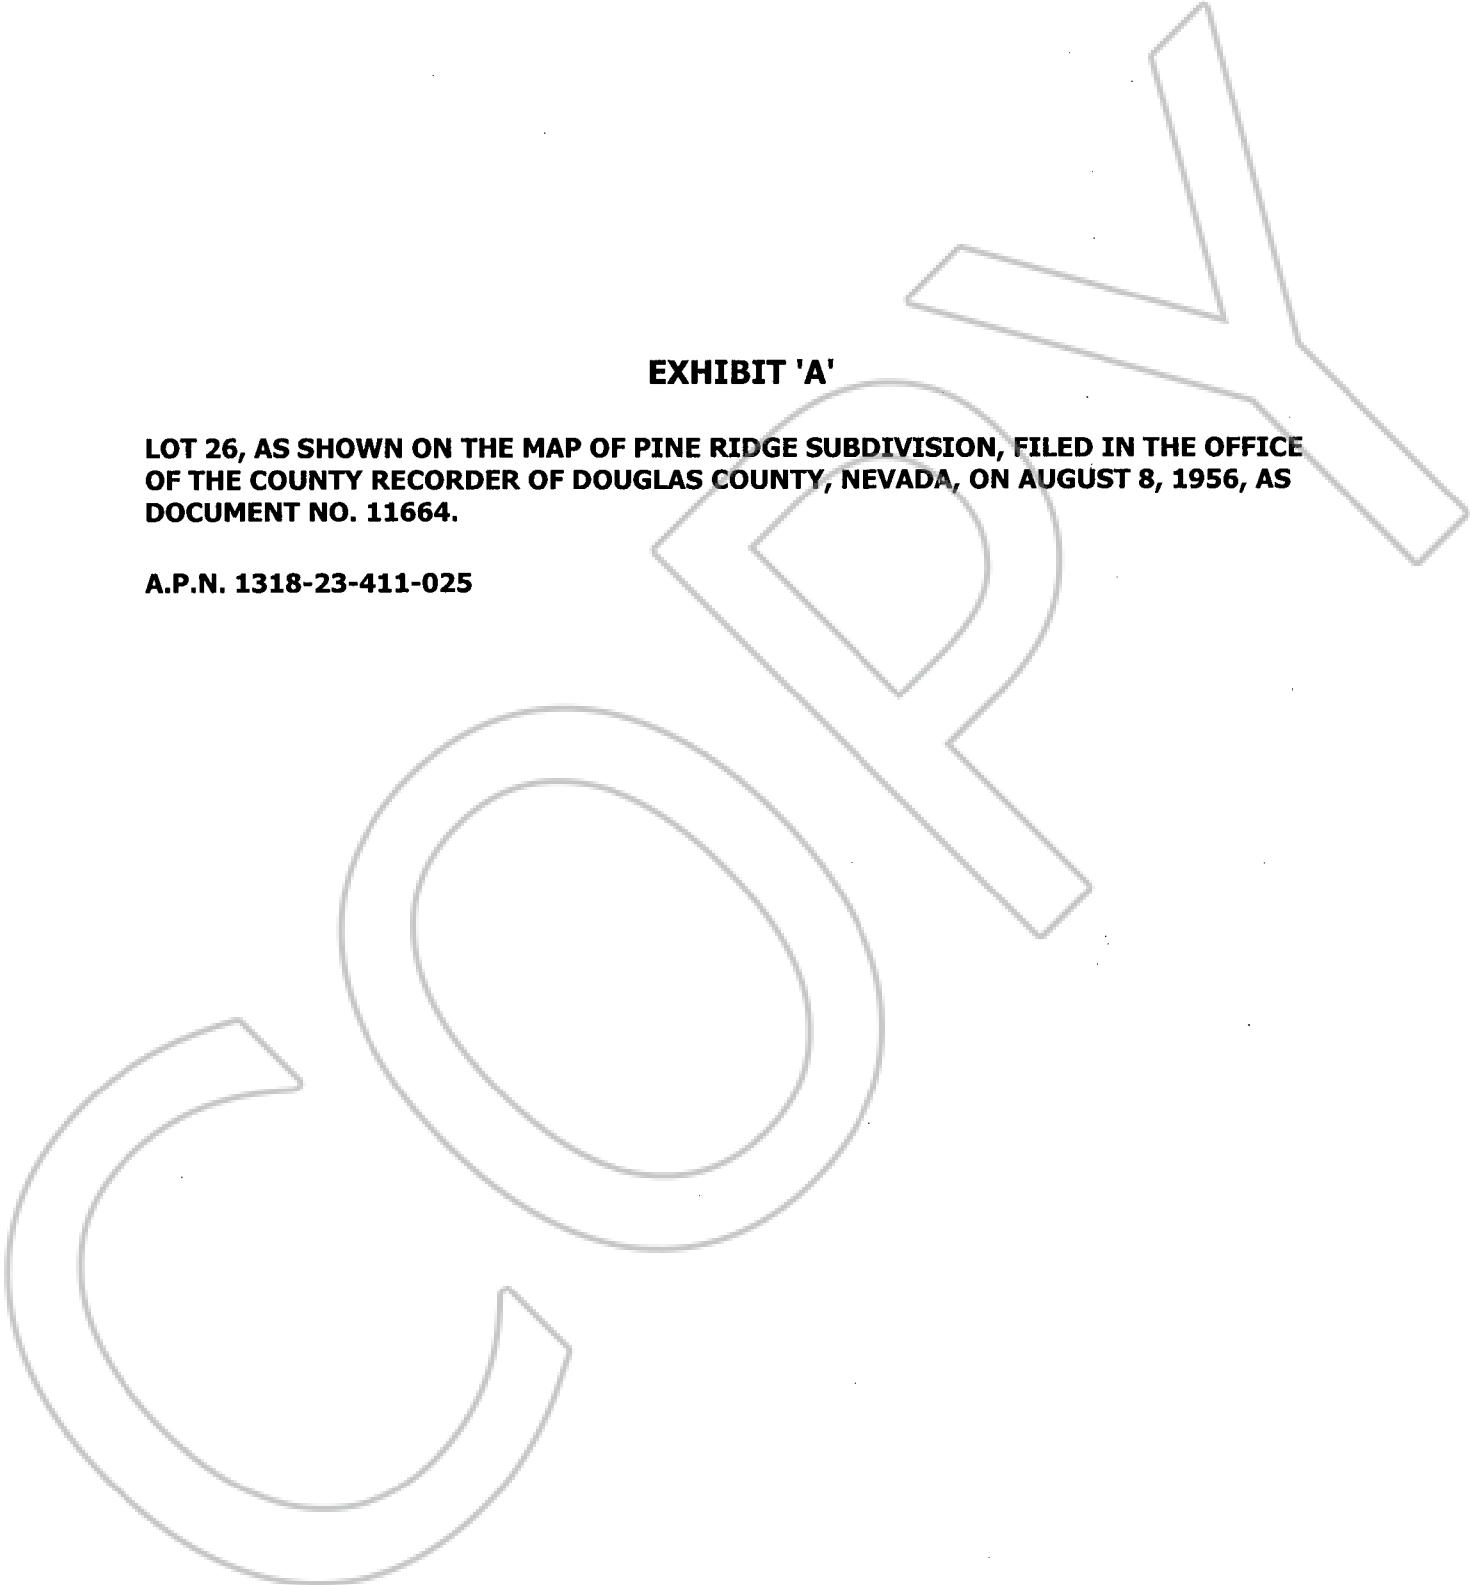 EXHIBIT 'A'
LOT 26, AS SHOWN ON THE MAP OF PINE RIDGE SUBDIVISION, FILED IN THE OFFICE
OF THE COUNTY RECORDER OF DOUGLAS COUNTY, NEVADA, ON AUGUST 8, 1956, AS
DOCUMENT NO. 11664.
A.P.N. 1318-23-411-025
COPY